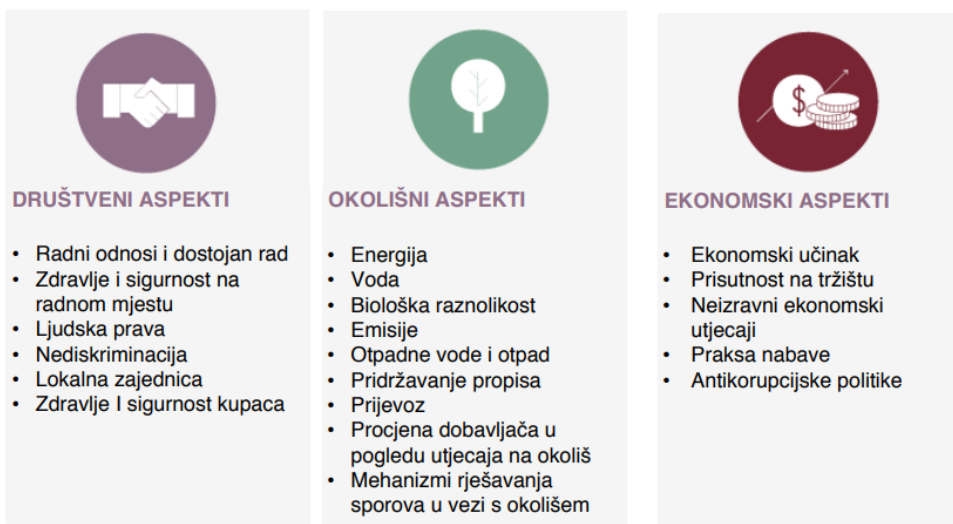 DRUŠTVENI ASPEKTI
• Radni odnosi i dostojan rad
• Zdravlje i sigurnost na
radnom mjestu
• Ljudska prava
• Nediskriminacija
• Lokalna zajednica
• Zdravlje I sigurnost kupaca
OKOLIŠNI ASPEKTI
• Energija
• Voda
• Biološka raznolikost
• Emisije
• Otpadne vode i otpad
• Pridržavanje propisa
• Prijevoz
• Procjena dobavljača u
pogledu utjecaja na okoliš
• Mehanizmi rješavanja
sporova u vezi s okolišem
$
EKONOMSKI ASPEKTI
• Ekonomski učinak
• Prisutnost na tržištu
• Neizravni ekonomski
utjecaji
• Praksa nabave
• Antikorupcijske politike